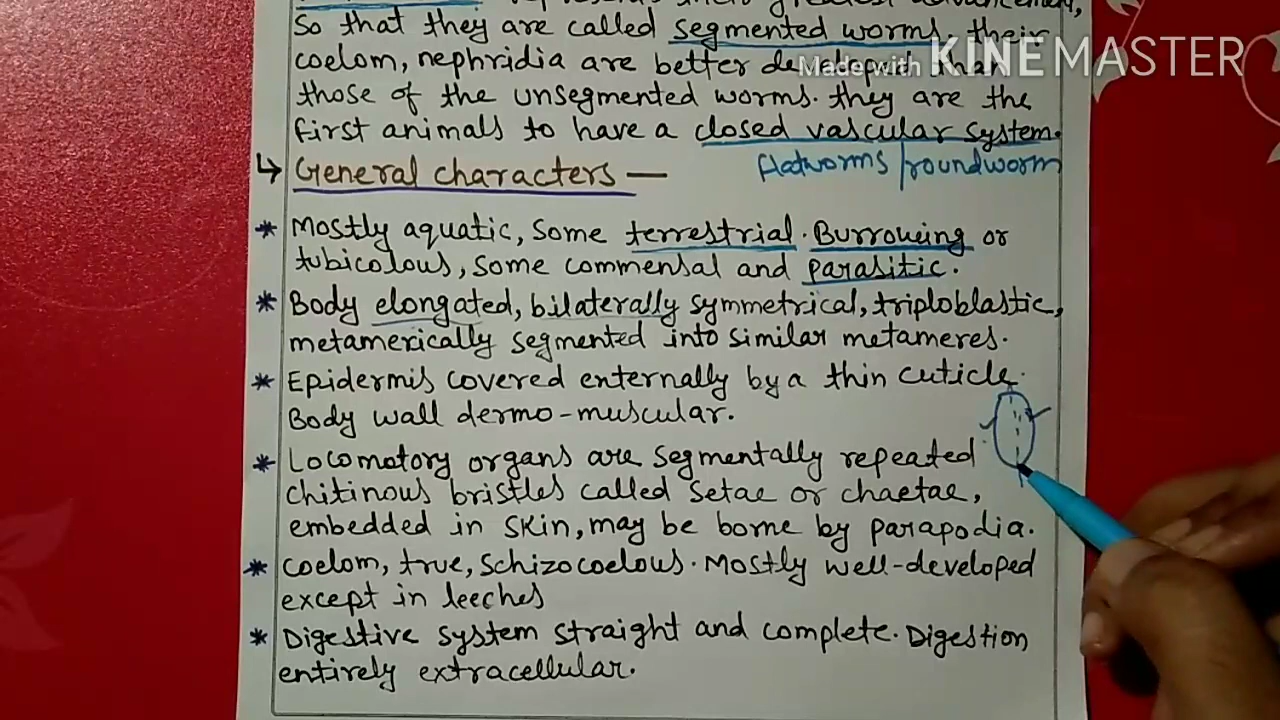 So that they are called segmented worms. their
Made with KINEMASTER
coelom, nephridia are better developed than
those of the unsegmented worms. they are the
first animals to have a closed vascular system.
flatworms | roundworm
↳ General characters —
* Mostly aquatic, some terrestrial. Burrowing or
tubicolous, some commensal and parasitic.
* Body elongated, bilaterally symmetrical, triploblastic,
metamerically segmented into similar metameres.
* Epidermis covered enternally by a thin cuticle.
Body wall dermo-muscular.
* Locomotory organs are segmentally repeated
chitinous bristles called setae or chaetae,
embedded in skin, may be borne by parapodia.
* coelom, true, schizocoelous. Mostly well-developed
except in leeches
* Digestive system straight and complete. Digestion
entirely extracellular.